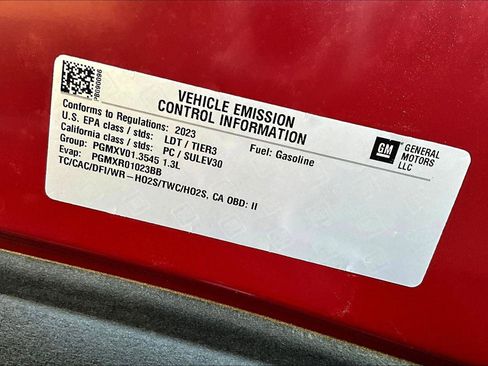 PB090096
VEHICLE EMISSION
CONTROL INFORMATION
Conforms to Regulations: 2023
U.S. EPA class / stds: LDT / TIER3
Fuel: Gasoline
California class / stds: PC / SULEV30
Group: PGMXV01.3545 1.3L
Evap: PGMXR01023BB
TC/CAC/DFI/WR-HO2S/TWC/HO2S, CA OBD: II
GM
GENERAL
MOTORS
LLC